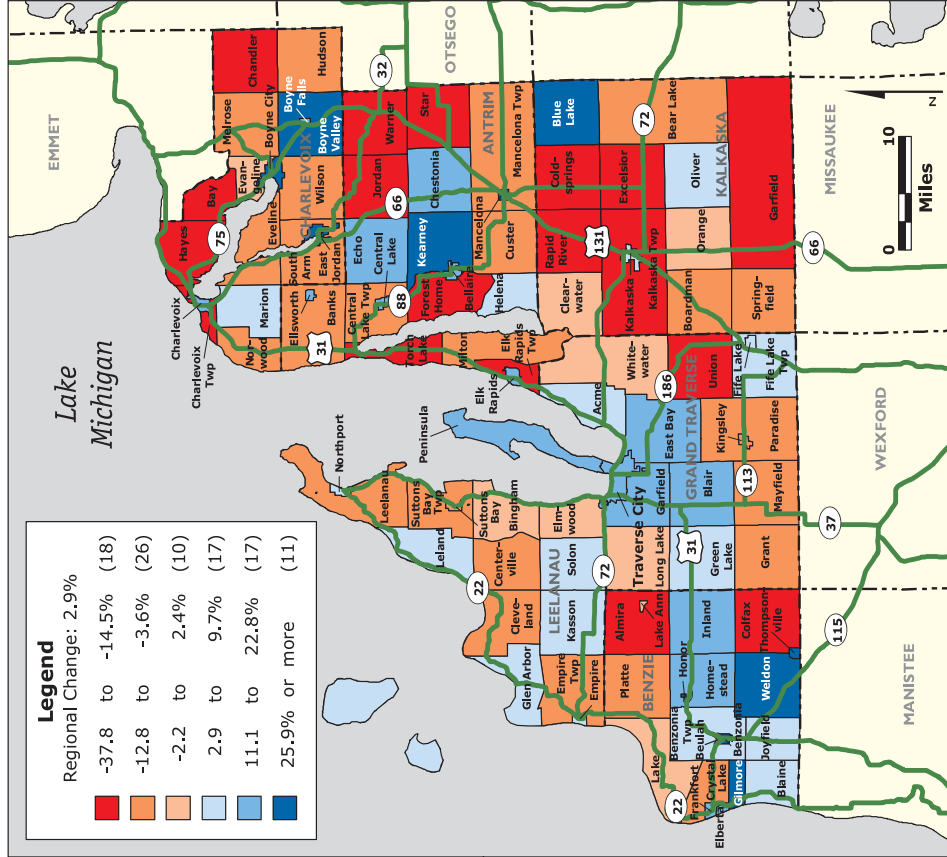 Lake
Michigan
EMMET
Legend
Regional Change: 2.9%
-37.8 to -14.5% (18)
-12.8 to -3.6% (26)
-2.2 to 2.4% (10)
2.9 to 9.7% (17)
11.1 to 22.8% (17)
25.9% or more (11)
OTSEGO
MISSAUKEE
WEXFORD
MANISTEE
CHARLEVOIX
ANTRIM
KALKASKA
GRAND TRAVERSE
LEELANAU
BENZIE
Charlevoix
Charlevoix
Twp
Hayes
Bay
Melrose
Chandler
Hudson
Boyne City
Boyne
Falls
Boyne
Valley
Evan-
geline
Eveline
Wilson
South
Arm
East
Jordan
Marion
Nor-
wood
Ellsworth
Banks
Central
Lake Twp
Central
Lake
Echo
Jordan
Warner
Star
Chestonia
Kearney
Forest
Home
Bellaire
Torch
Lake
Helena
Custer
Mancelona
Mancelona Twp
Milton
Elk
Rapids
Twp
Elk
Rapids
Blue
Lake
Cold-
springs
Rapid
River
Clear-
water
Excelsior
Bear Lake
Kalkaska
Kalkaska Twp
Oliver
Orange
Boardman
Spring-
field
Garfield
White-
water
Acme
Union
Fife Lake
Fife Lake
Twp
East Bay
Kingsley
Paradise
Peninsula
Traverse City
Garfield
Blair
Mayfield
Long Lake
Green
Lake
Grant
Northport
Leelanau
Suttons
Bay
Twp
Suttons
Bay
Bingham
Elm-
wood
Leland
Center-
ville
Solon
Cleve-
land
Kasson
Glen Arbor
Empire
Twp
Empire
Almira
Lake Ann
Platte
Inland
Honor
Home-
stead
Colfax
Thompson-
ville
Weldon
Benzonia
Twp
Beulah
Benzonia
Joyfield
Lake
Frankfort
Crystal
Lake
Elberta
Gilmore
Blaine
75
32
66
31
88
131
72
66
186
113
37
31
72
22
22
115
0
10
Miles
N